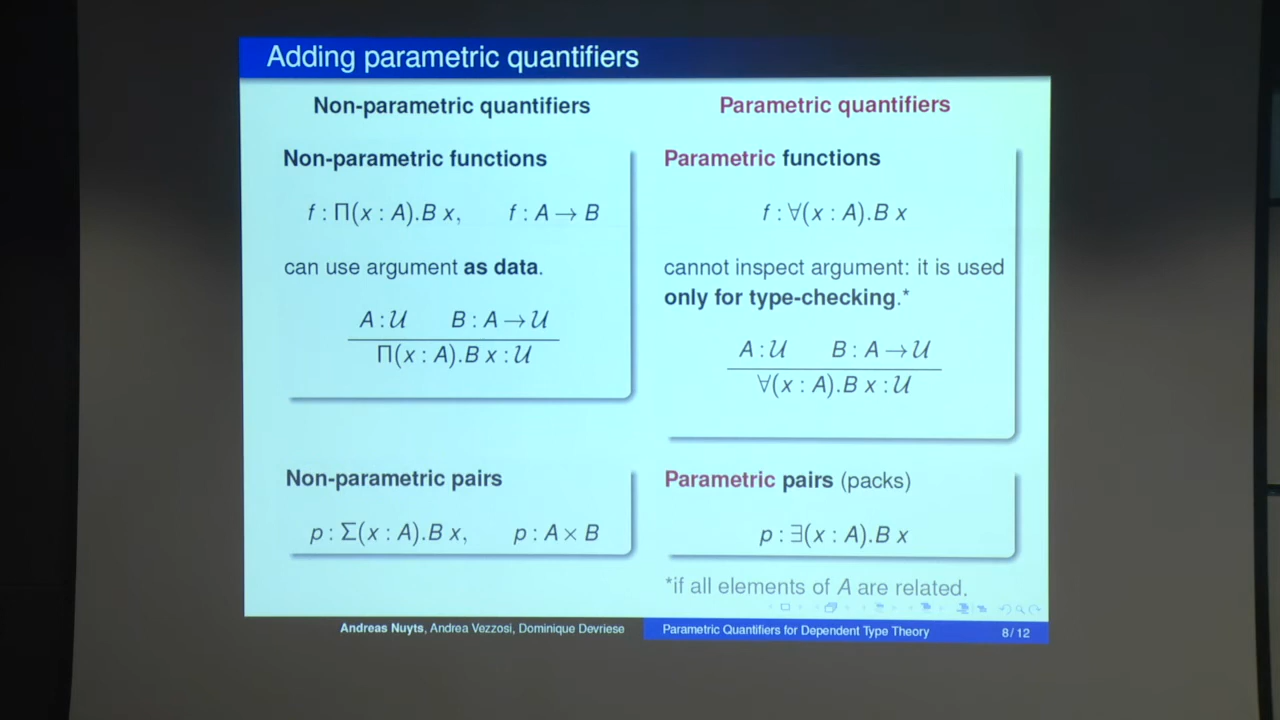 Adding parametric quantifiers
Non-parametric quantifiers
Non-parametric functions
f : Π(x : A).B x, f : A → B
can use argument as data.
A : 𝒰 B : A → 𝒰
Π(x : A).B x : 𝒰
Non-parametric pairs
p : Σ(x : A).B x, p : A × B
Parametric quantifiers
Parametric functions
f : ∀(x : A).B x
cannot inspect argument: it is used
only for type-checking.*
A : 𝒰 B : A → 𝒰
∀(x : A).B x : 𝒰
Parametric pairs (packs)
p : ∃(x : A).B x
*if all elements of A are related.
Andreas Nuyts, Andrea Vezzosi, Dominique Devriese
Parametric Quantifiers for Dependent Type Theory
8 / 12